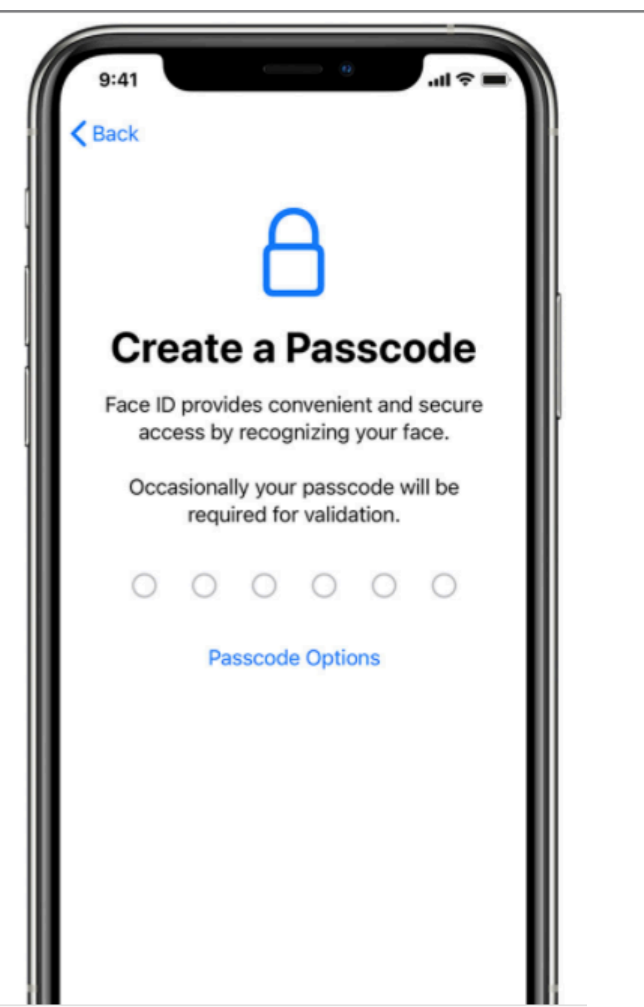 9:41
Back
Create a Passcode
Face ID provides convenient and secure
access by recognizing your face.
Occasionally your passcode will be
required for validation.
Passcode Options